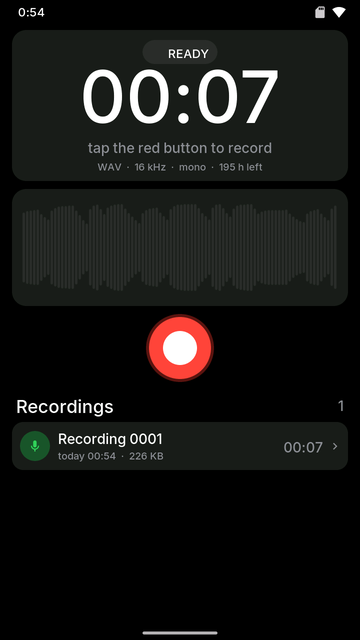 0:54
READY
00:07
tap the red button to record
WAV · 16 kHz · mono · 195 h left
Recordings
1
Recording 0001
today 00:54 · 226 KB
00:07